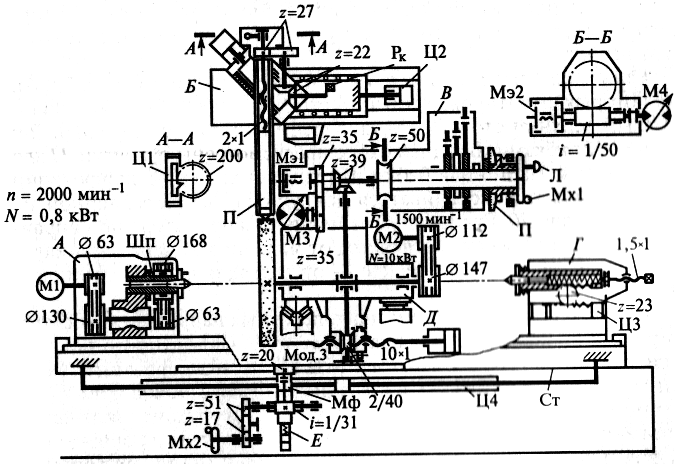 z=27
A A
z=22
Рк
Ц2
Б
В
Б—Б
Мэ2
М4
i = 1/50
2×1
А—А
Ц1
z=200
z=35
z=50
Мэ1
z=39
Б
Л
Мх1
n = 2000 мин⁻¹
N = 0,8 кВт
П
М3
z=35
Б
1500 мин⁻¹
М2
N=10 кВт
Ø 112
П
А
Ø 63
Шп
Ø 168
М1
Ø 147
Г
1,5×1
Ø 130
Ø 63
Д
z=23
Ц3
z=20
Мод.3
10×1
2/40
Ст
Мф
Ц4
z=51
z=17
i=1/31
Мх2
Е